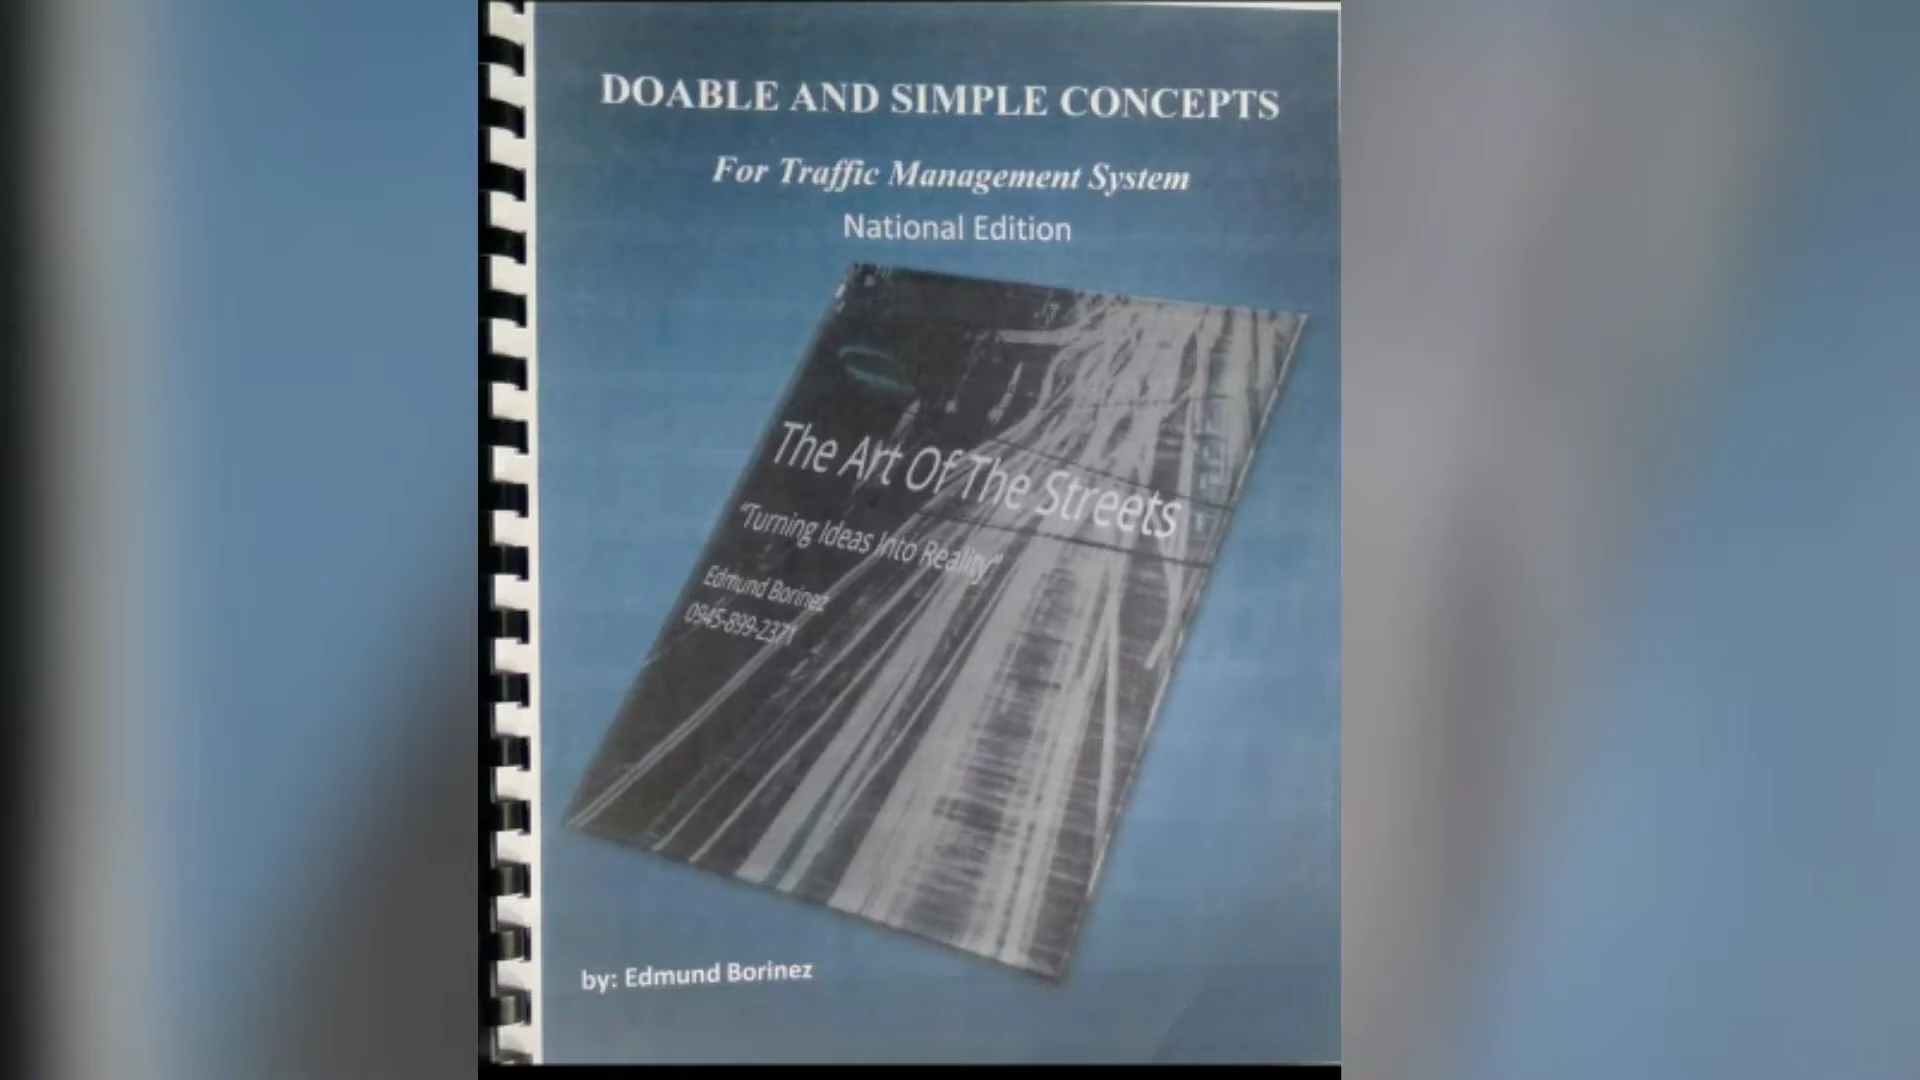 DOABLE AND SIMPLE CONCEPTS
For Traffic Management System
National Edition
The Art Of The Streets
"Turning Ideas Into Reality"
Edmund Borinez
0945-899-2371
by: Edmund Borinez